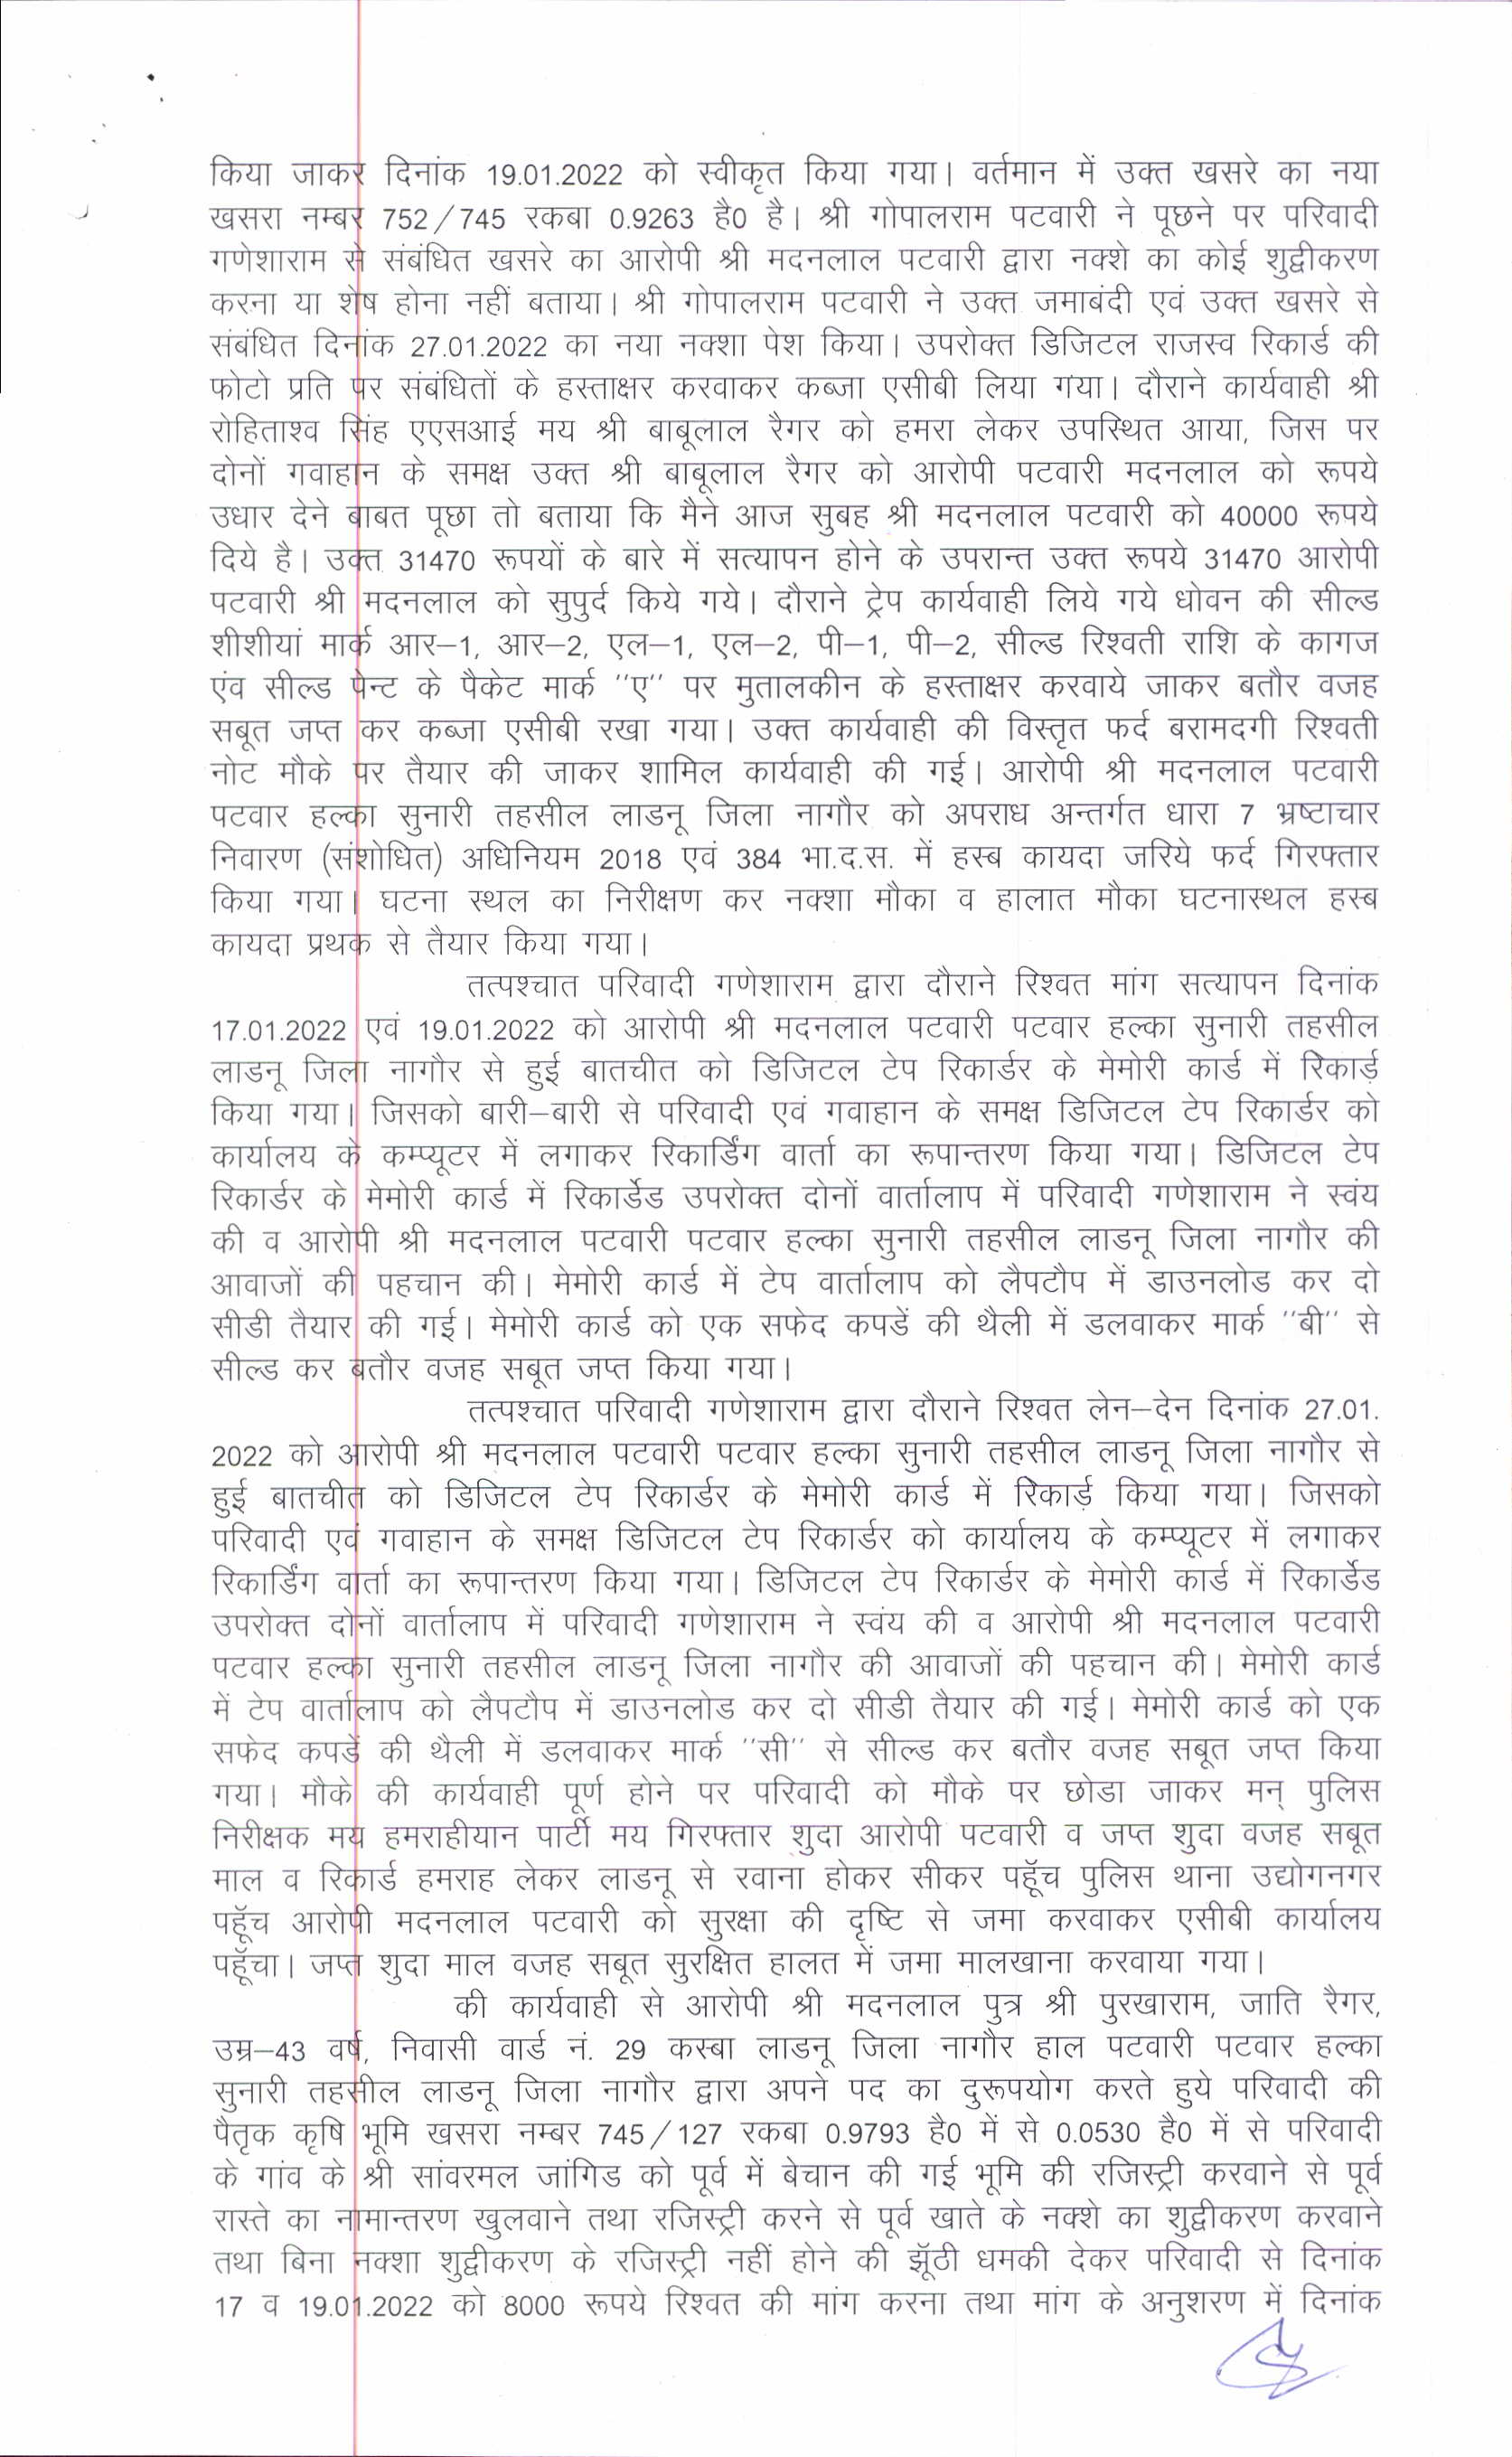 किया जाकर दिनांक 19.01.2022 को स्वीकृत किया गया। वर्तमान में उक्त खसरे का नया
खसरा नम्बर 752/745 रकबा 0.9263 है0 है। श्री गोपालराम पटवारी ने पूछने पर परिवादी
गणेशाराम से संबंधित खसरे का आरोपी श्री मदनलाल पटवारी द्वारा नक्शे का कोई शुद्वीकरण
करना या शेष होना नहीं बताया। श्री गोपालराम पटवारी ने उक्त जमाबंदी एवं उक्त खसरे से
संबंधित दिनांक 27.01.2022 का नया नक्शा पेश किया। उपरोक्त डिजिटल राजस्व रिकार्ड की
फोटो प्रति पर संबंधितों के हस्ताक्षर करवाकर कब्जा एसीबी लिया गया। दौराने कार्यवाही श्री
रोहिताश्व सिंह एएसआई मय श्री बाबूलाल रैगर को हमरा लेकर उपस्थित आया, जिस पर
दोनों गवाहान के समक्ष उक्त श्री बाबूलाल रैगर को आरोपी पटवारी मदनलाल को रूपये
उधार देने बाबत पूछा तो बताया कि मैने आज सुबह श्री मदनलाल पटवारी को 40000 रूपये
दिये है। उक्त 31470 रूपयों के बारे में सत्यापन होने के उपरान्त उक्त रूपये 31470 आरोपी
पटवारी श्री मदनलाल को सुपुर्द किये गये। दौराने ट्रेप कार्यवाही लिये गये धोवन की सील्ड
शीशीयां मार्क आर–1, आर–2, एल–1, एल–2, पी–1, पी–2, सील्ड रिश्वती राशि के कागज
एंव सील्ड पेन्ट के पैकेट मार्क ''ए'' पर मुतालकीन के हस्ताक्षर करवाये जाकर बतौर वजह
सबूत जप्त कर कब्जा एसीबी रखा गया। उक्त कार्यवाही की विस्तृत फर्द बरामदगी रिश्वती
नोट मौके पर तैयार की जाकर शामिल कार्यवाही की गई। आरोपी श्री मदनलाल पटवारी
पटवार हल्का सुनारी तहसील लाडनू जिला नागौर को अपराध अन्तर्गत धारा 7 भ्रष्टाचार
निवारण (संशोधित) अधिनियम 2018 एवं 384 भा.द.स. में हस्ब कायदा जरिये फर्द गिरफ्तार
किया गया। घटना स्थल का निरीक्षण कर नक्शा मौका व हालात मौका घटनास्थल हस्ब
कायदा प्रथक से तैयार किया गया।
तत्पश्चात परिवादी गणेशाराम द्वारा दौराने रिश्वत मांग सत्यापन दिनांक
17.01.2022 एवं 19.01.2022 को आरोपी श्री मदनलाल पटवारी पटवार हल्का सुनारी तहसील
लाडनू जिला नागौर से हुई बातचीत को डिजिटल टेप रिकार्डर के मेमोरी कार्ड में रिकार्ड़
किया गया। जिसको बारी–बारी से परिवादी एवं गवाहान के समक्ष डिजिटल टेप रिकार्डर को
कार्यालय के कम्प्यूटर में लगाकर रिकार्डिंग वार्ता का रूपान्तरण किया गया। डिजिटल टेप
रिकार्डर के मेमोरी कार्ड में रिकार्डेड उपरोक्त दोनों वार्तालाप में परिवादी गणेशाराम ने स्वंय
की व आरोपी श्री मदनलाल पटवारी पटवार हल्का सुनारी तहसील लाडनू जिला नागौर की
आवाजों की पहचान की। मेमोरी कार्ड में टेप वार्तालाप को लैपटौप में डाउनलोड कर दो
सीडी तैयार की गई। मेमोरी कार्ड को एक सफेद कपडें की थैली में डलवाकर मार्क ''बी'' से
सील्ड कर बतौर वजह सबूत जप्त किया गया।
तत्पश्चात परिवादी गणेशाराम द्वारा दौराने रिश्वत लेन–देन दिनांक 27.01.
2022 को आरोपी श्री मदनलाल पटवारी पटवार हल्का सुनारी तहसील लाडनू जिला नागौर से
हुई बातचीत को डिजिटल टेप रिकार्डर के मेमोरी कार्ड में रिकार्ड़ किया गया। जिसको
परिवादी एवं गवाहान के समक्ष डिजिटल टेप रिकार्डर को कार्यालय के कम्प्यूटर में लगाकर
रिकार्डिंग वार्ता का रूपान्तरण किया गया। डिजिटल टेप रिकार्डर के मेमोरी कार्ड में रिकार्डेड
उपरोक्त दोनों वार्तालाप में परिवादी गणेशाराम ने स्वंय की व आरोपी श्री मदनलाल पटवारी
पटवार हल्का सुनारी तहसील लाडनू जिला नागौर की आवाजों की पहचान की। मेमोरी कार्ड
में टेप वार्तालाप को लैपटौप में डाउनलोड कर दो सीडी तैयार की गई। मेमोरी कार्ड को एक
सफेद कपडें की थैली में डलवाकर मार्क ''सी'' से सील्ड कर बतौर वजह सबूत जप्त किया
गया। मौके की कार्यवाही पूर्ण होने पर परिवादी को मौके पर छोडा जाकर मन् पुलिस
निरीक्षक मय हमराहीयान पार्टी मय गिरफ्तार शुदा आरोपी पटवारी व जप्त शुदा वजह सबूत
माल व रिकार्ड हमराह लेकर लाडनू से रवाना होकर सीकर पहूॅच पुलिस थाना उद्योगनगर
पहूॅच आरोपी मदनलाल पटवारी को सुरक्षा की दृष्टि से जमा करवाकर एसीबी कार्यालय
पहूॅचा। जप्त शुदा माल वजह सबूत सुरक्षित हालत में जमा मालखाना करवाया गया।
की कार्यवाही से आरोपी श्री मदनलाल पुत्र श्री पुरखाराम, जाति रैगर,
उम्र–43 वर्ष, निवासी वार्ड नं. 29 कस्बा लाडनू जिला नागौर हाल पटवारी पटवार हल्का
सुनारी तहसील लाडनू जिला नागौर द्वारा अपने पद का दुरूपयोग करते हुये परिवादी की
पैतृक कृषि भूमि खसरा नम्बर 745/127 रकबा 0.9793 है0 में से 0.0530 है0 में से परिवादी
के गांव के श्री सांवरमल जांगिड को पूर्व में बेचान की गई भूमि की रजिस्ट्री करवाने से पूर्व
रास्ते का नामान्तरण खुलवाने तथा रजिस्ट्री करने से पूर्व खाते के नक्शे का शुद्वीकरण करवाने
तथा बिना नक्शा शुद्वीकरण के रजिस्ट्री नहीं होने की झूॅठी धमकी देकर परिवादी से दिनांक
17 व 19.01.2022 को 8000 रूपये रिश्वत की मांग करना तथा मांग के अनुशरण में दिनांक